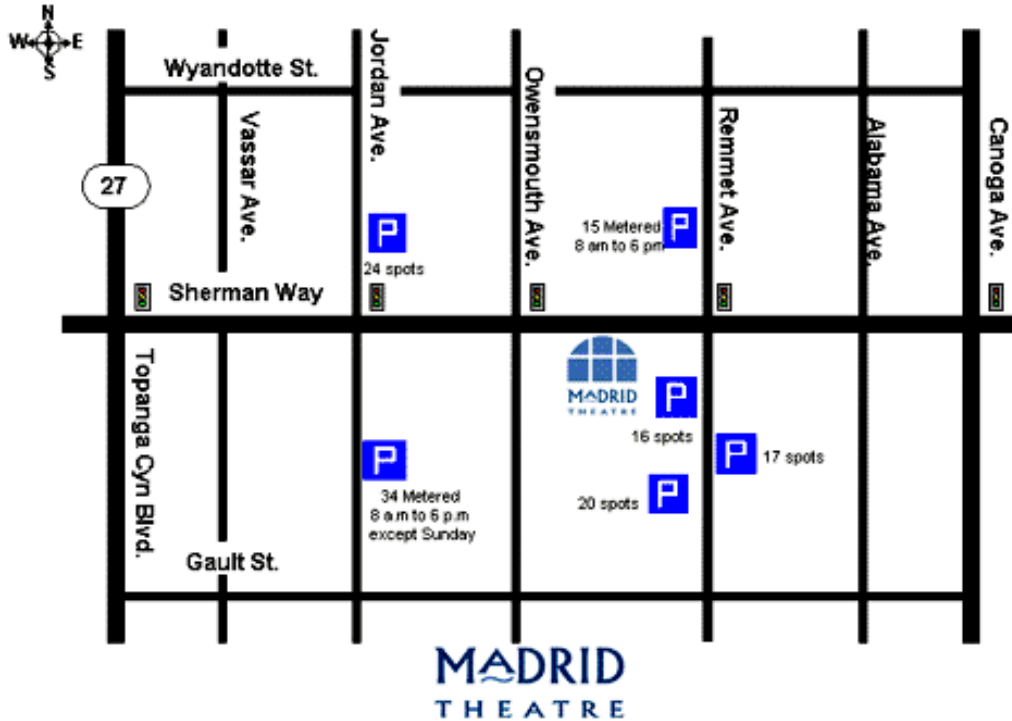 N
W E
S
Wyandotte St.
Jordan Ave.
Owensmouth Ave.
Vassar Ave.
Remmet Ave.
Alabama Ave.
Canoga Ave.
27
P
24 spots
15 Metered
8 am to 6 pm
P
Sherman Way
Topanga Cyn Blvd.
MADRID
THEATRE
P
16 spots
P
17 spots
P
34 Metered
8 a.m to 6 p.m
except Sunday
20 spots
P
Gault St.
MADRID
THEATRE